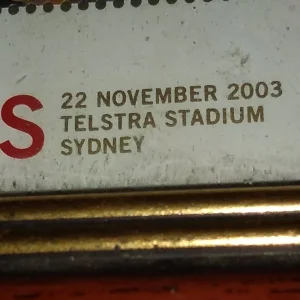 S
22 NOVEMBER 2003
TELSTRA STADIUM
SYDNEY